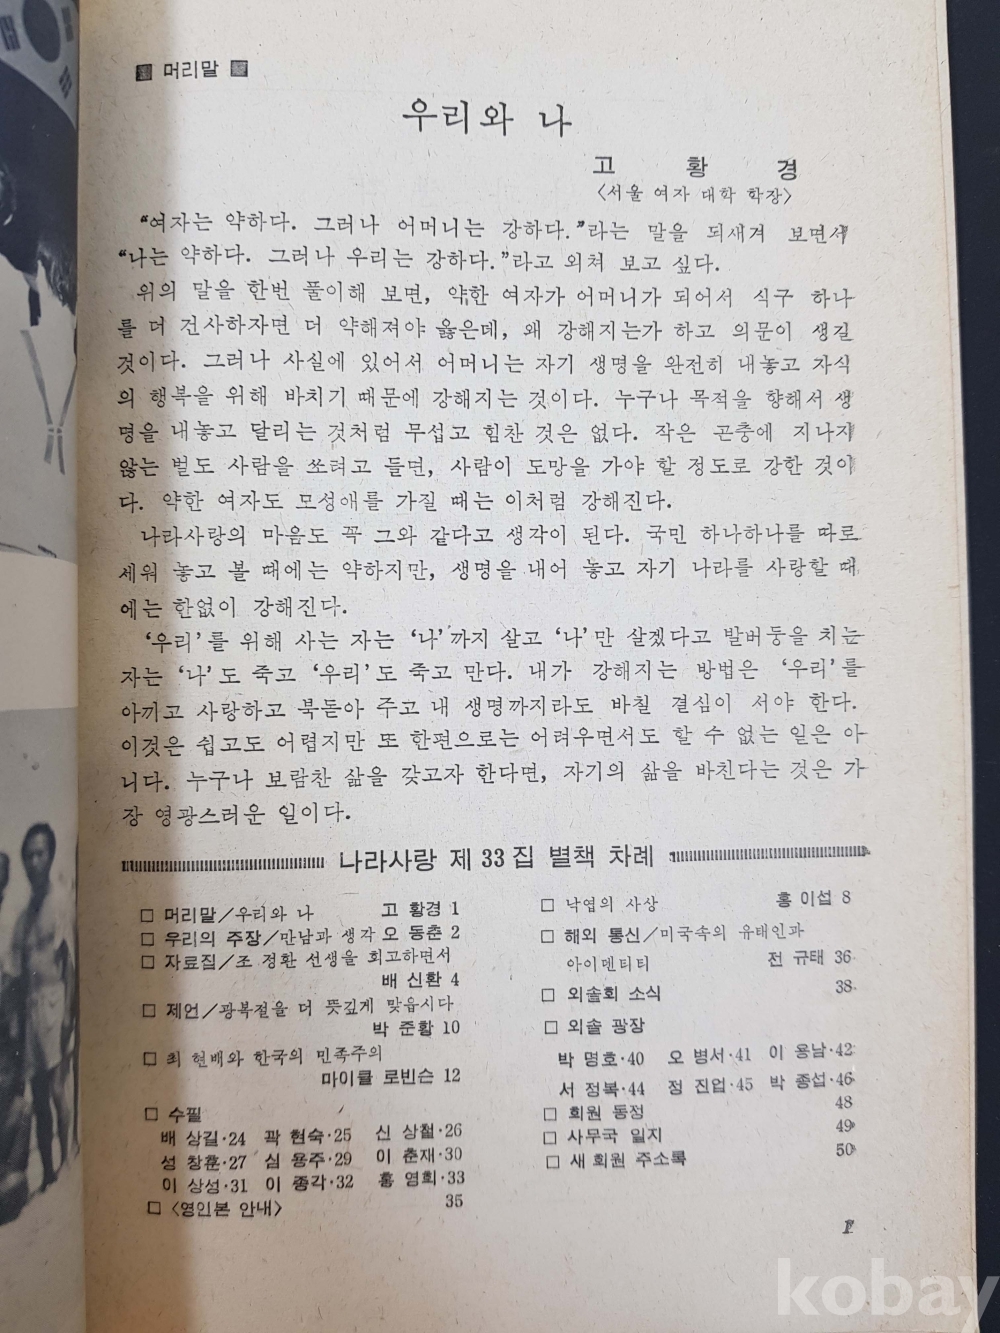 ■ 머리말 ■
우리와 나
고 황 경
〈서울 여자 대학 학장〉
“여자는 약하다. 그러나 어머니는 강하다.”라는 말을 되새겨 보면서
“나는 약하다. 그러나 우리는 강하다.”라고 외쳐 보고 싶다.
위의 말을 한번 풀이해 보면, 약한 여자가 어머니가 되어서 식구 하나
를 더 건사하자면 더 약해져야 옳은데, 왜 강해지는가 하고 의문이 생길
것이다. 그러나 사실에 있어서 어머니는 자기 생명을 완전히 내놓고 자식
의 행복을 위해 바치기 때문에 강해지는 것이다. 누구나 목적을 향해서 생
명을 내놓고 달리는 것처럼 무섭고 힘찬 것은 없다. 작은 곤충에 지나지
않는 벌도 사람을 쏘려고 들면, 사람이 도망을 가야 할 정도로 강한 것이
다. 약한 여자도 모성애를 가질 때는 이처럼 강해진다.
나라사랑의 마음도 꼭 그와 같다고 생각이 된다. 국민 하나하나를 따로
세워 놓고 볼 때에는 약하지만, 생명을 내어 놓고 자기 나라를 사랑할 때
에는 한없이 강해진다.
‘우리’를 위해 사는 자는 ‘나’까지 살고 ‘나’만 살겠다고 발버둥을 치는
자는 ‘나’도 죽고 ‘우리’도 죽고 만다. 내가 강해지는 방법은 ‘우리’를
아끼고 사랑하고 북돋아 주고 내 생명까지라도 바칠 결심이 서야 한다.
이것은 쉽고도 어렵지만 또 한편으로는 어려우면서도 할 수 없는 일은 아
니다. 누구나 보람찬 삶을 갖고자 한다면, 자기의 삶을 바친다는 것은 가
장 영광스러운 일이다.
나라사랑 제 33 집 별책 차례
□ 머리말/우리와 나 고 황경 1
□ 우리의 주장/만남과 생각 오 동춘 2
□ 자료집/조 정환 선생을 회고하면서
배 신환 4
□ 제언/광복절을 더 뜻깊게 맞읍시다
박 준황 10
□ 최 현배와 한국의 민족주의
마이클 로빈슨 12
□ 수필
배 상길·24 곽 현숙·25 신 상철·26
성 창훈·27 심 용주·29 이 춘재·30
이 상성·31 이 종각·32 홍 영희·33
□ 〈영인본 안내〉 35
□ 낙엽의 사상 홍 이섭 8
□ 해외 통신/미국속의 유태인과
아이덴티티 전 규태 36
□ 외솔회 소식 38
□ 외솔 광장
박 명호·40 오 병서·41 이 용남·42
서 정복·44 정 진업·45 박 종섭·46
□ 회원 동정 48
□ 사무국 일지 49
□ 새 회원 주소록 50
1
kobay